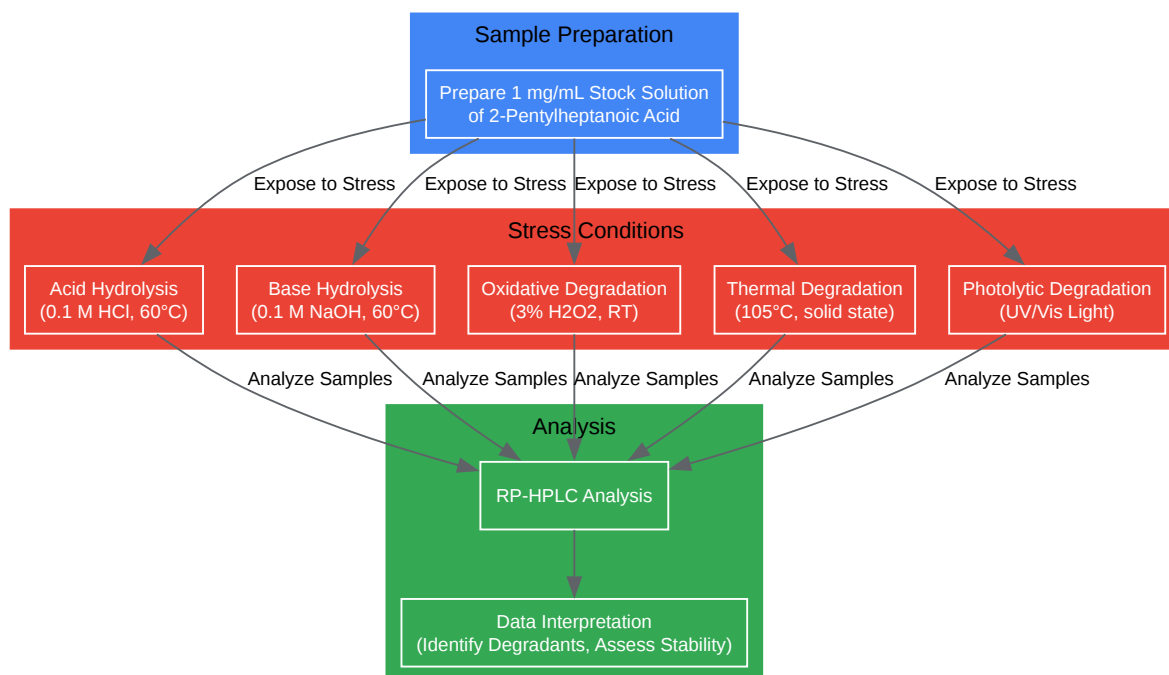 Sample Preparation
Prepare 1 mg/mL Stock Solution
of 2-Pentylheptanoic Acid
Expose to Stress
Expose to Stress
Expose to Stress
Expose to Stress
Expose to Stress
Stress Conditions
Acid Hydrolysis
(0.1 M HCl, 60°C)
Base Hydrolysis
(0.1 M NaOH, 60°C)
Oxidative Degradation
(3% H2O2, RT)
Thermal Degradation
(105°C, solid state)
Photolytic Degradation
(UV/Vis Light)
Analyze Samples
Analyze Samples
Analyze Samples
Analyze Samples
Analyze Samples
Analysis
RP-HPLC Analysis
Data Interpretation
(Identify Degradants, Assess Stability)